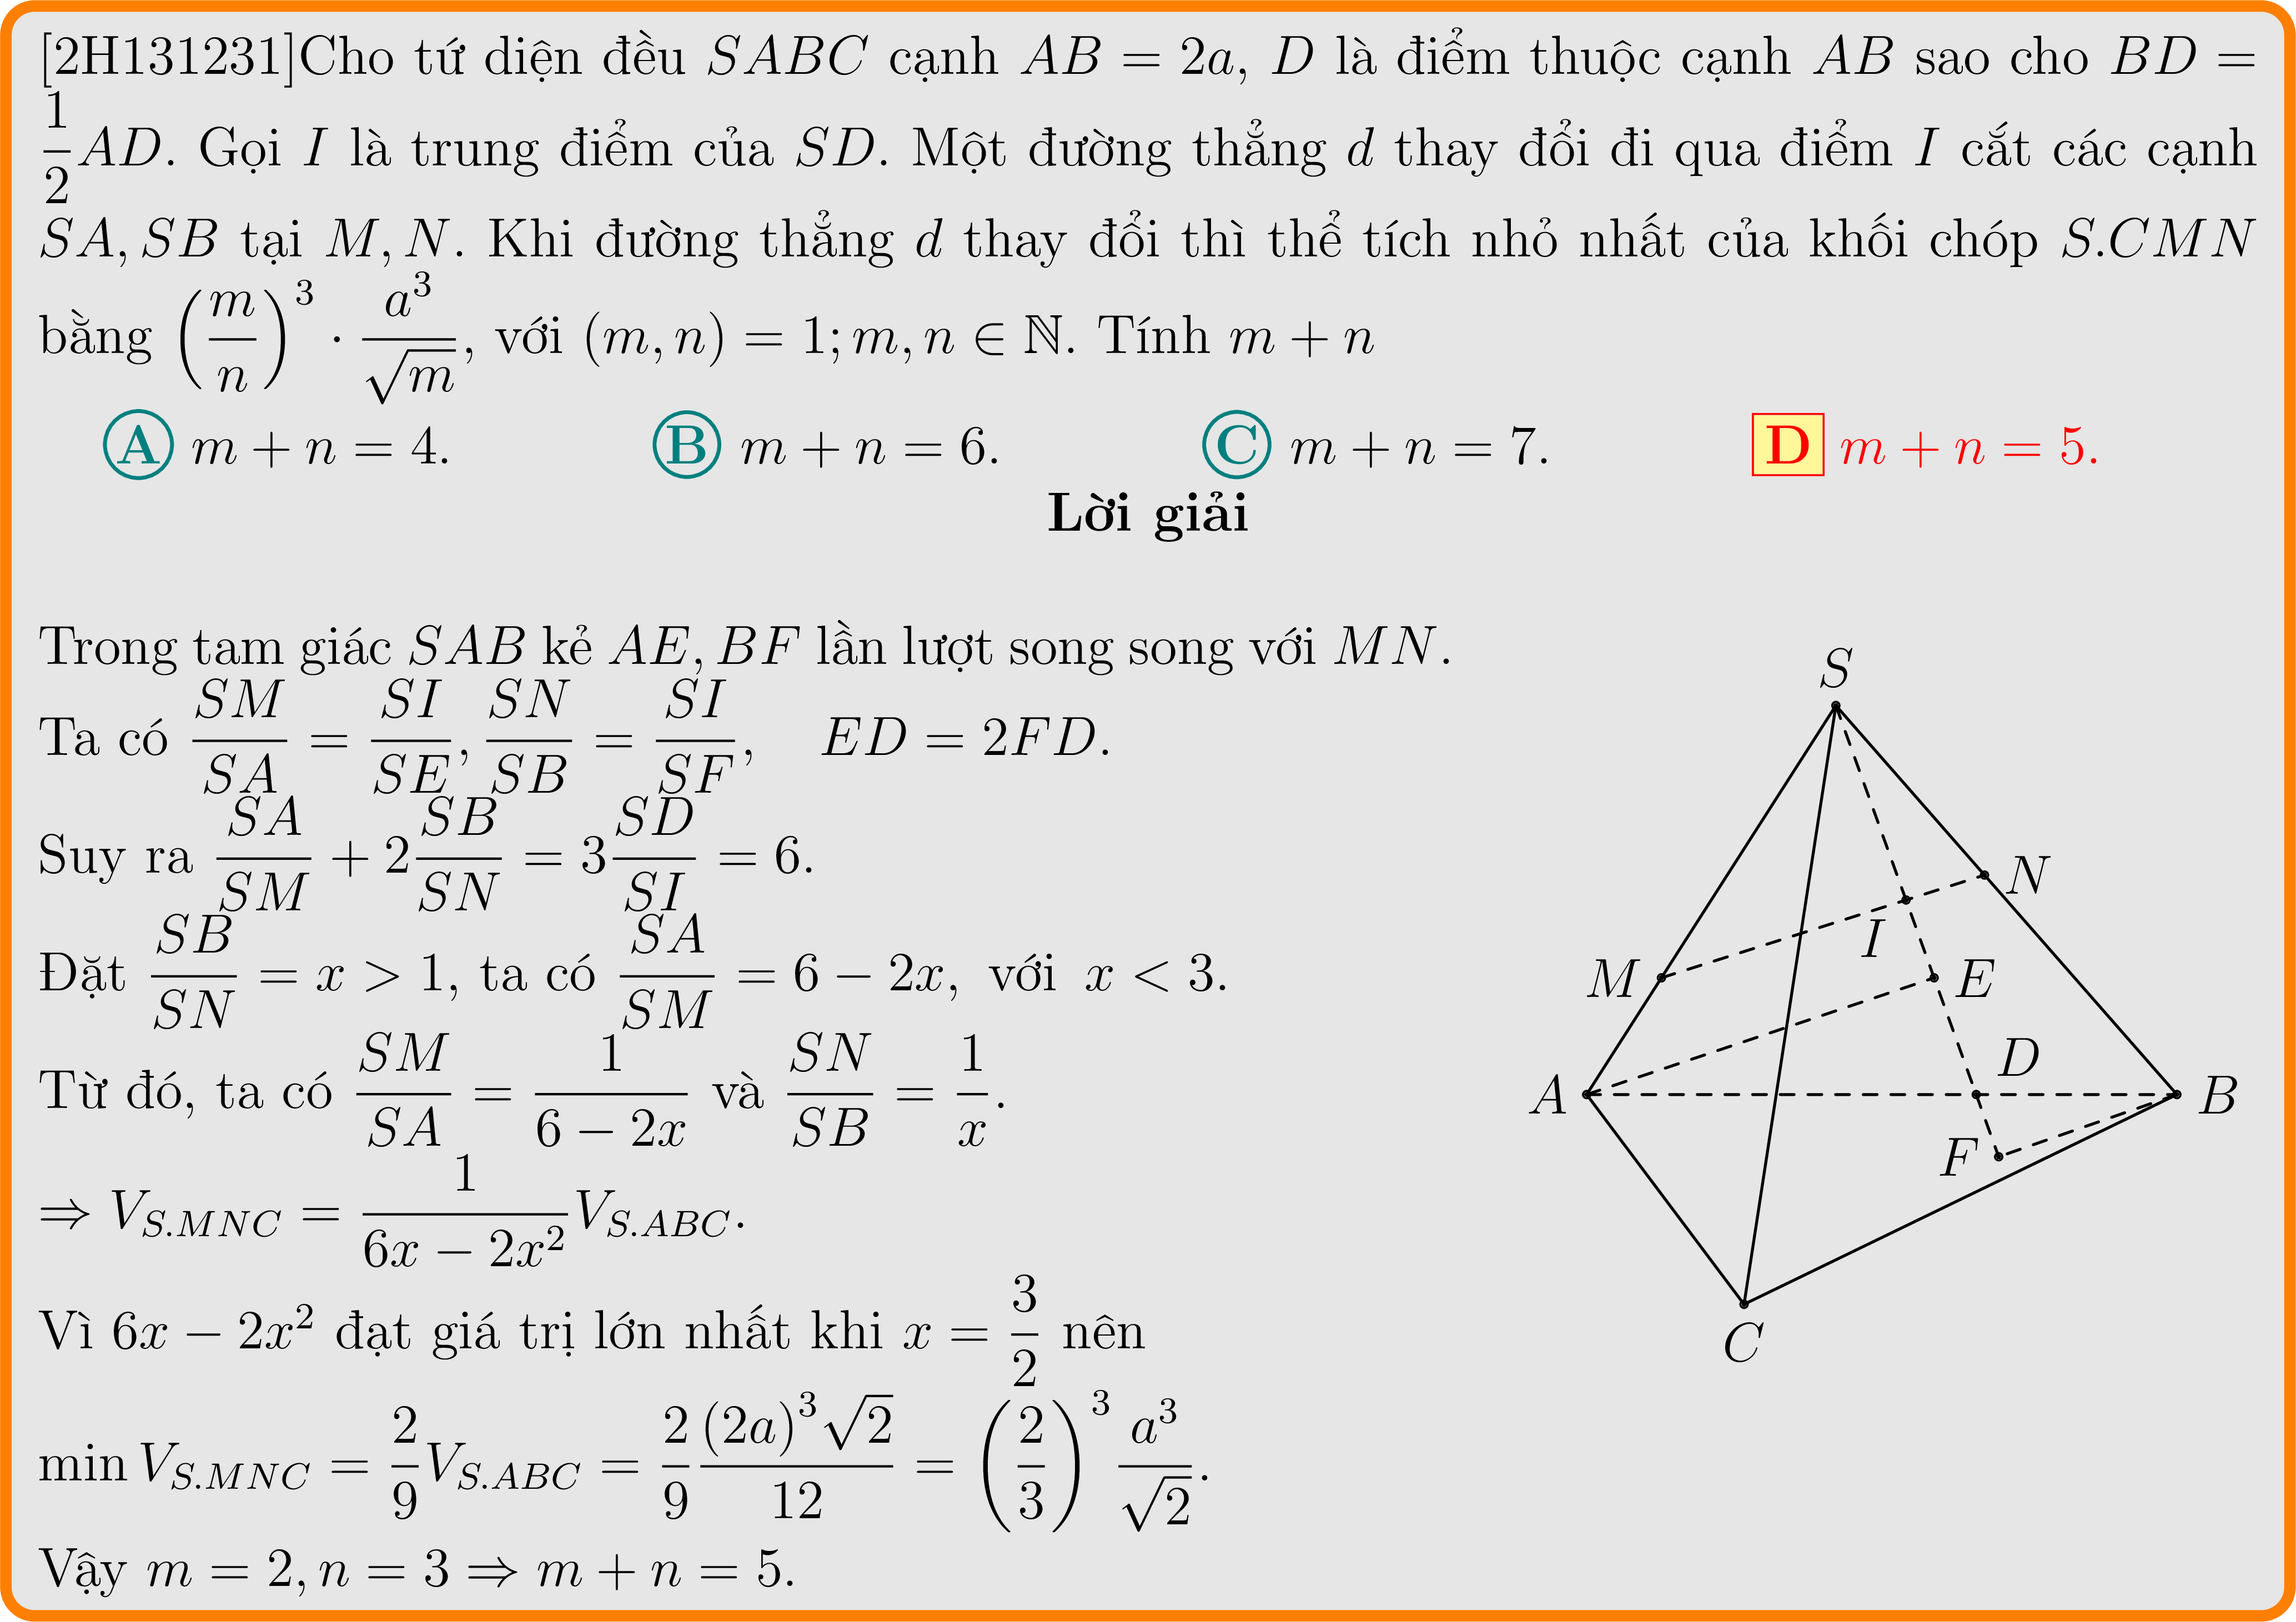 [2H131231]Cho tứ diện đều SABC cạnh AB = 2a, D là điểm thuộc cạnh AB sao cho BD =
\frac{1}{2}AD. Gọi I là trung điểm của SD. Một đường thẳng d thay đổi đi qua điểm I cắt các cạnh
SA, SB tại M, N. Khi đường thẳng d thay đổi thì thể tích nhỏ nhất của khối chóp S.CMN
bằng \left(\frac{m}{n}\right)^3 \cdot \frac{a^3}{\sqrt{m}}, với (m, n) = 1; m, n ∈ ℕ. Tính m + n
A m + n = 4. B m + n = 6. C m + n = 7. D m + n = 5.
Lời giải
Trong tam giác SAB kẻ AE, BF lần lượt song song với MN.
Ta có \frac{SM}{SA} = \frac{SI}{SE}, \frac{SN}{SB} = \frac{SI}{SF}, ED = 2FD.
Suy ra \frac{SA}{SM} + 2\frac{SB}{SN} = 3\frac{SD}{SI} = 6.
Đặt \frac{SB}{SN} = x > 1, ta có \frac{SA}{SM} = 6 − 2x, với x < 3.
Từ đó, ta có \frac{SM}{SA} = \frac{1}{6 − 2x} và \frac{SN}{SB} = \frac{1}{x}.
⇒ V_{S.MNC} = \frac{1}{6x − 2x^2}V_{S.ABC}.
Vì 6x − 2x^2 đạt giá trị lớn nhất khi x = \frac{3}{2} nên
min V_{S.MNC} = \frac{2}{9}V_{S.ABC} = \frac{2}{9}\frac{(2a)^3\sqrt{2}}{12} = \left(\frac{2}{3}\right)^3 \frac{a^3}{\sqrt{2}}.
Vậy m = 2, n = 3 ⇒ m + n = 5.
S
N
I
M
E
D
A
B
F
C